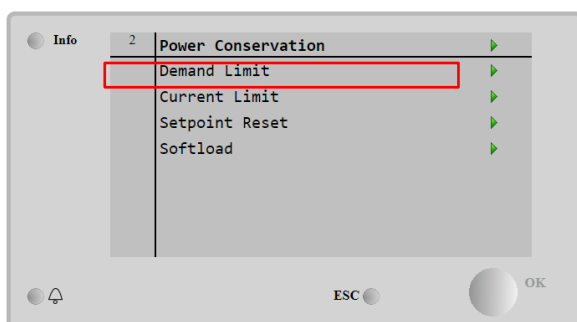 Info
2 Power Conservation
Demand Limit
Current Limit
Setpoint Reset
Softload
ESC
OK